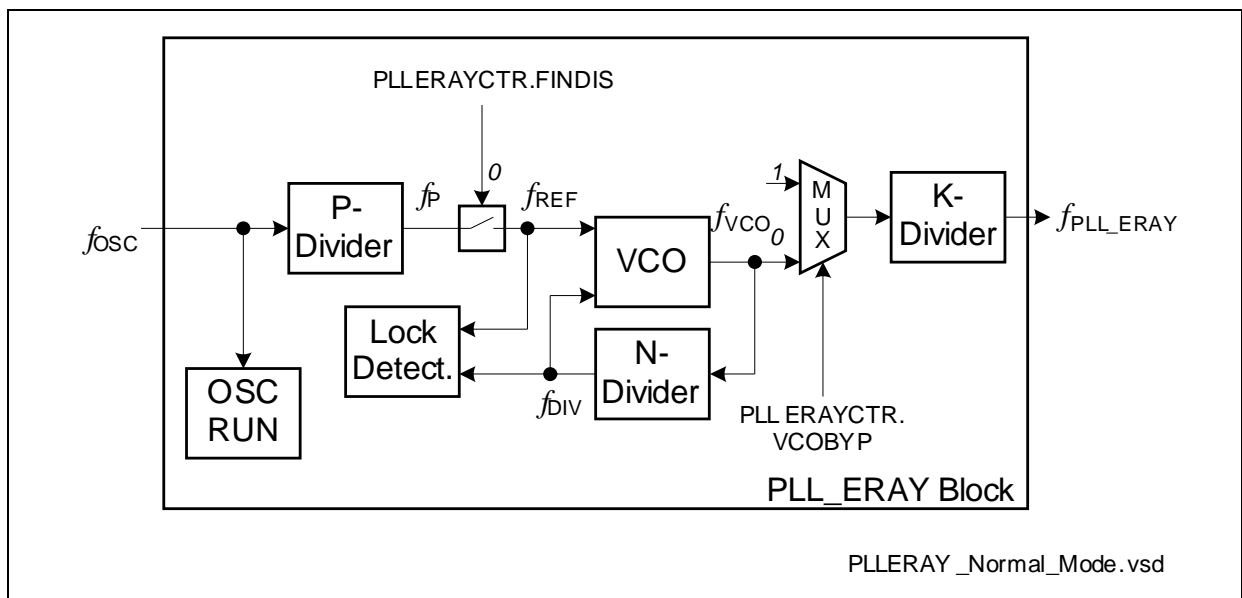 PLLERAYCTR.FINDIS
0
fOSC
P-
Divider
fP
fREF
VCO
fVCO
1
0
M
U
X
K-
Divider
fPLL_ERAY
Lock
Detect.
N-
Divider
fDIV
OSC
RUN
PLL ERAYCTR.
VCOBYP
PLL_ERAY Block
PLLERAY _Normal_Mode.vsd